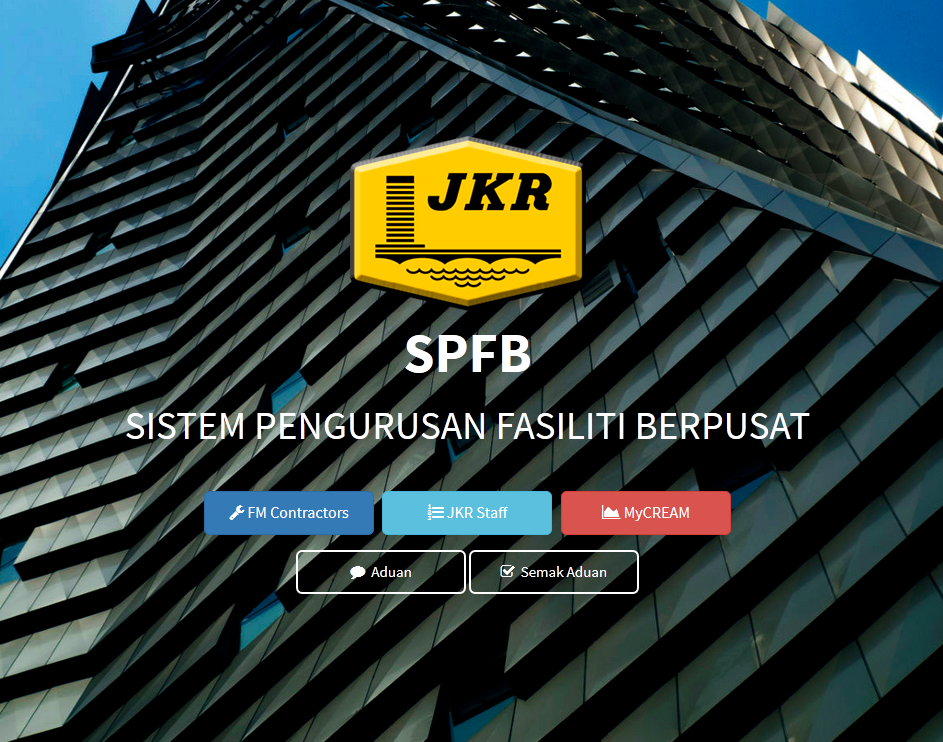 JKR
SPFB
SISTEM PENGURUSAN FASILITI BERPUSAT
FM Contractors
JKR Staff
MyCREAM
Aduan
Semak Aduan